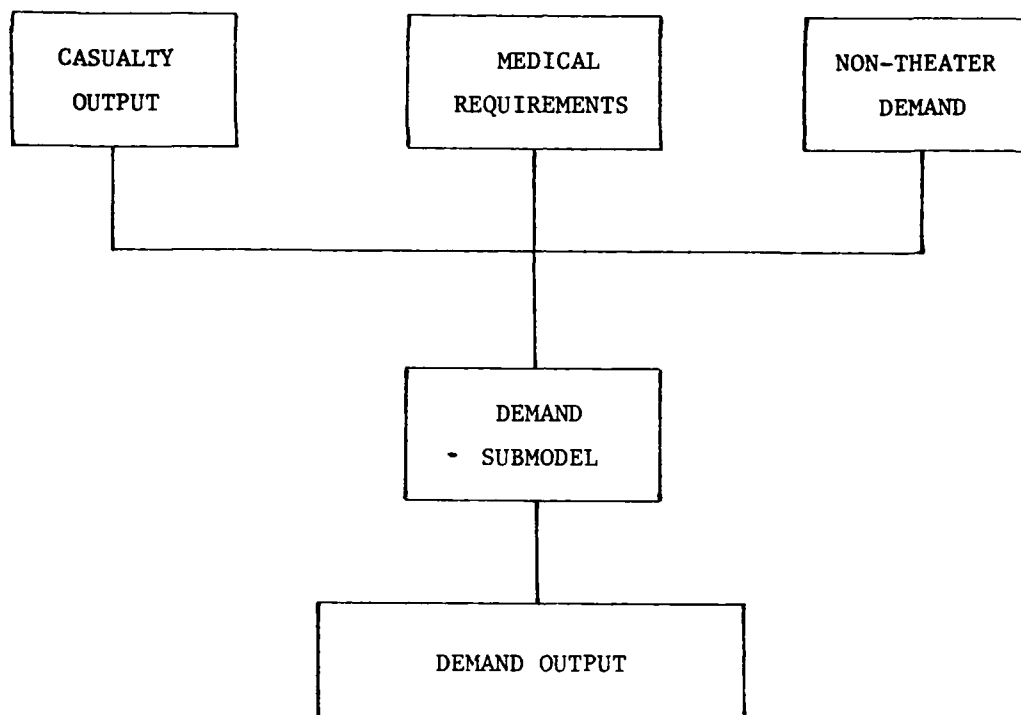 CASUALTY
OUTPUT
MEDICAL
REQUIREMENTS
NON-THEATER
DEMAND
DEMAND
SUBMODEL
DEMAND OUTPUT